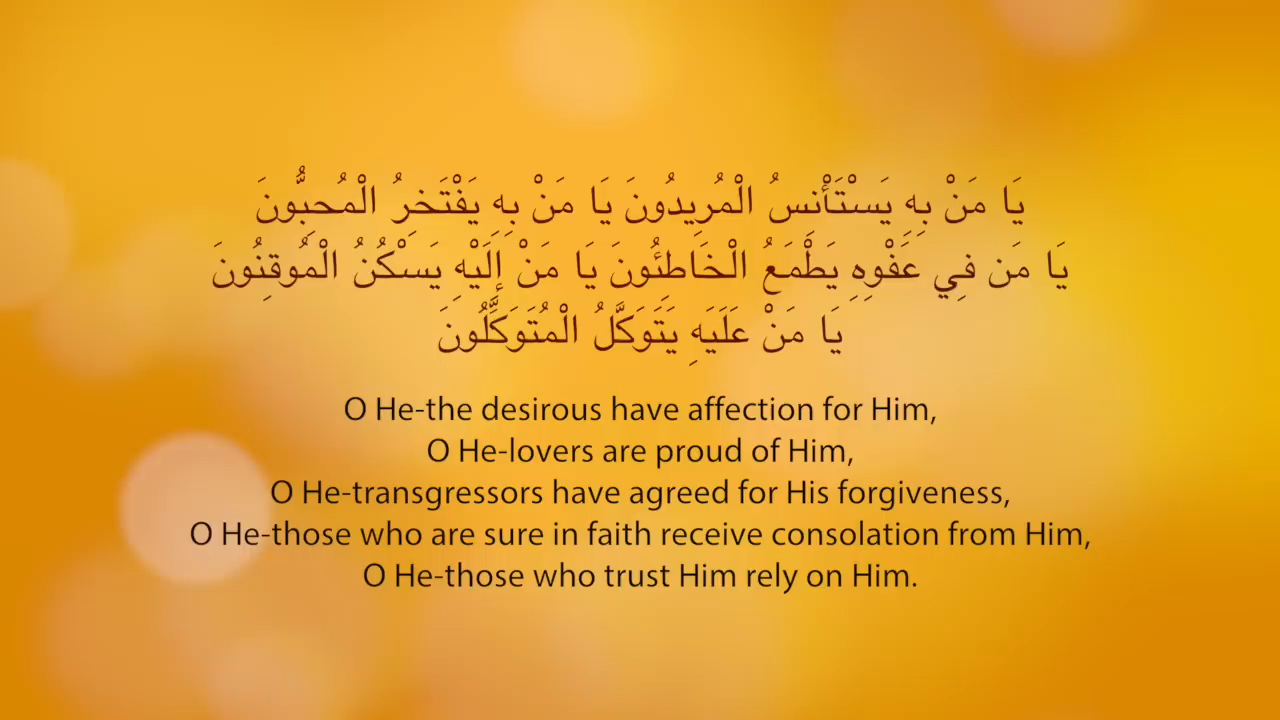 يَا مَنْ بِهِ يَسْتَأْنِسُ الْمُرِيدُونَ يَا مَنْ بِهِ يَفْتَخِرُ الْمُحِبُّونَ
يَا مَن فِي عَفْوِهِ يَطْمَعُ الْخَاطِئُونَ يَا مَنْ إِلَيْهِ يَسْكُنُ الْمُوقِنُونَ
يَا مَنْ عَلَيَهِ يَتَوَكَّلُ الْمُتَوَكِّلُونَ
O He-the desirous have affection for Him,
O He-lovers are proud of Him,
O He-transgressors have agreed for His forgiveness,
O He-those who are sure in faith receive consolation from Him,
O He-those who trust Him rely on Him.